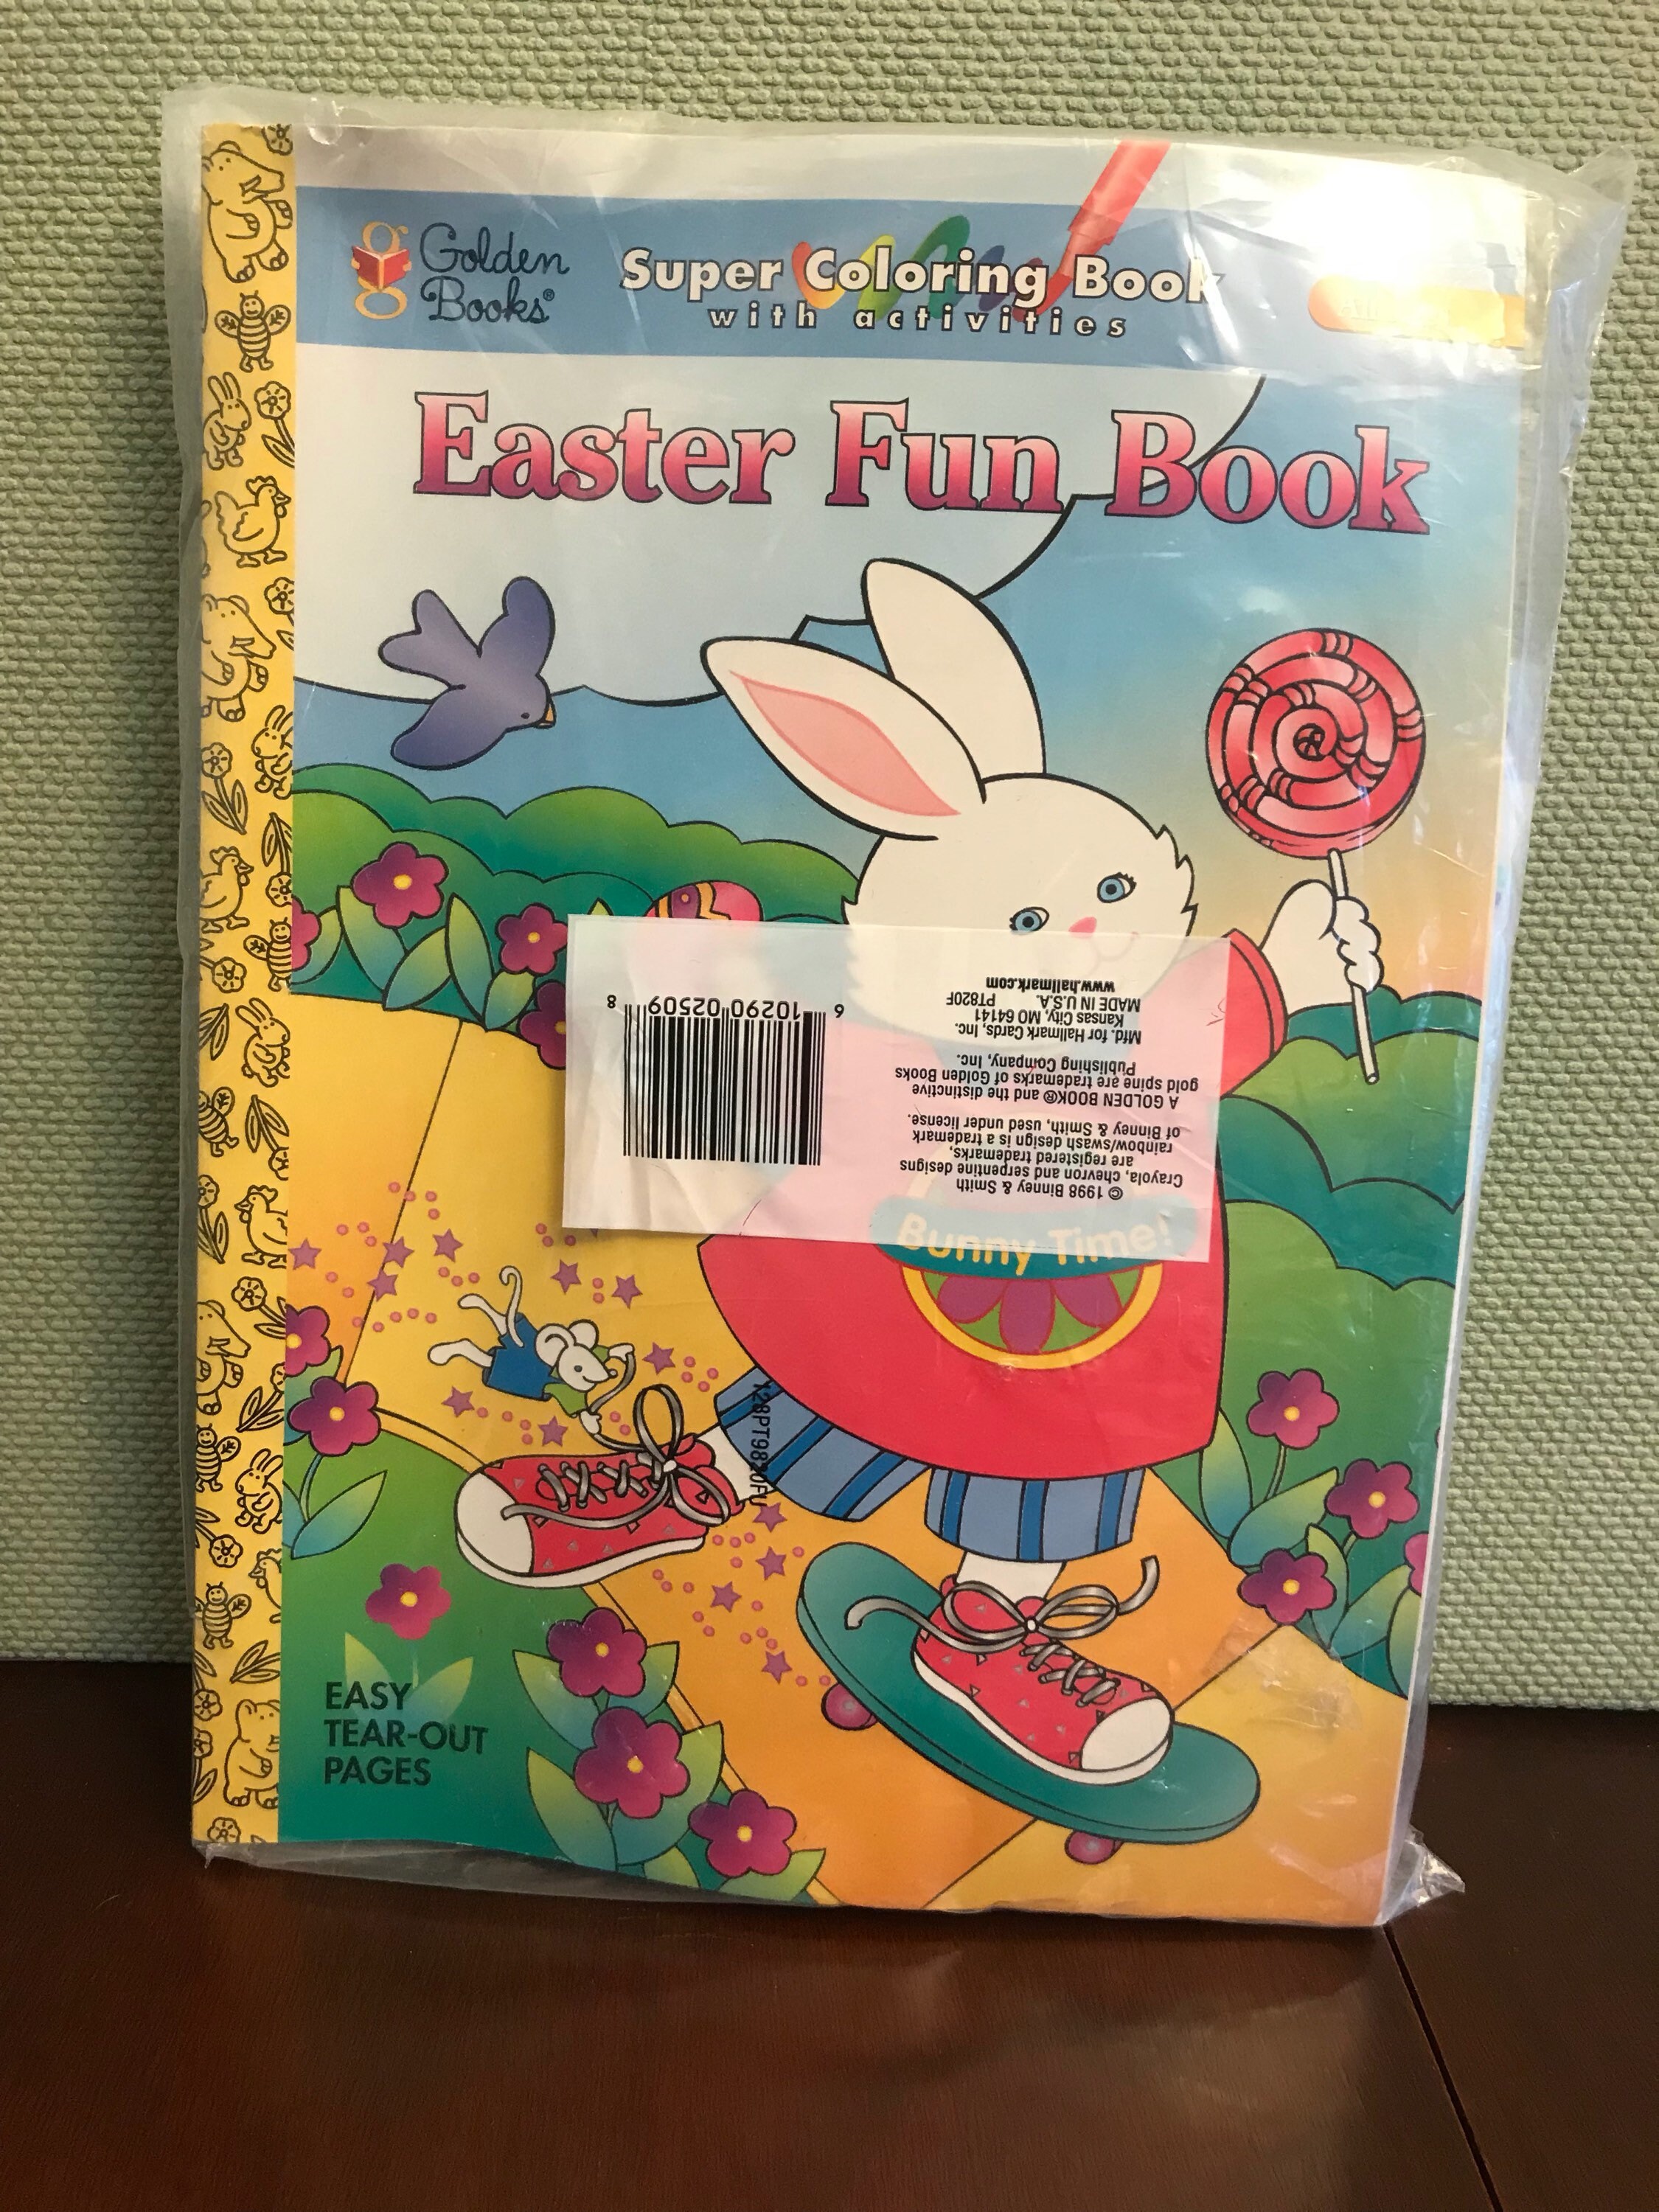 Golden
Books®
Super Coloring Book
with activities
Easter Fun Book
© 1998 Binney & Smith
Crayola, chevron and serpentine designs
are registered trademarks,
rainbow/swash design is a trademark
of Binney & Smith, used under license.
A GOLDEN BOOK® and the distinctive
gold spine are trademarks of Golden Books
Publishing Company, Inc.
Mfd. for Hallmark Cards, Inc.
Kansas City, MO 64141
MADE IN U.S.A. PT820F
www.hallmark.com
6 10290 02509 8
Bunny Time!
EASY
TEAR-OUT
PAGES